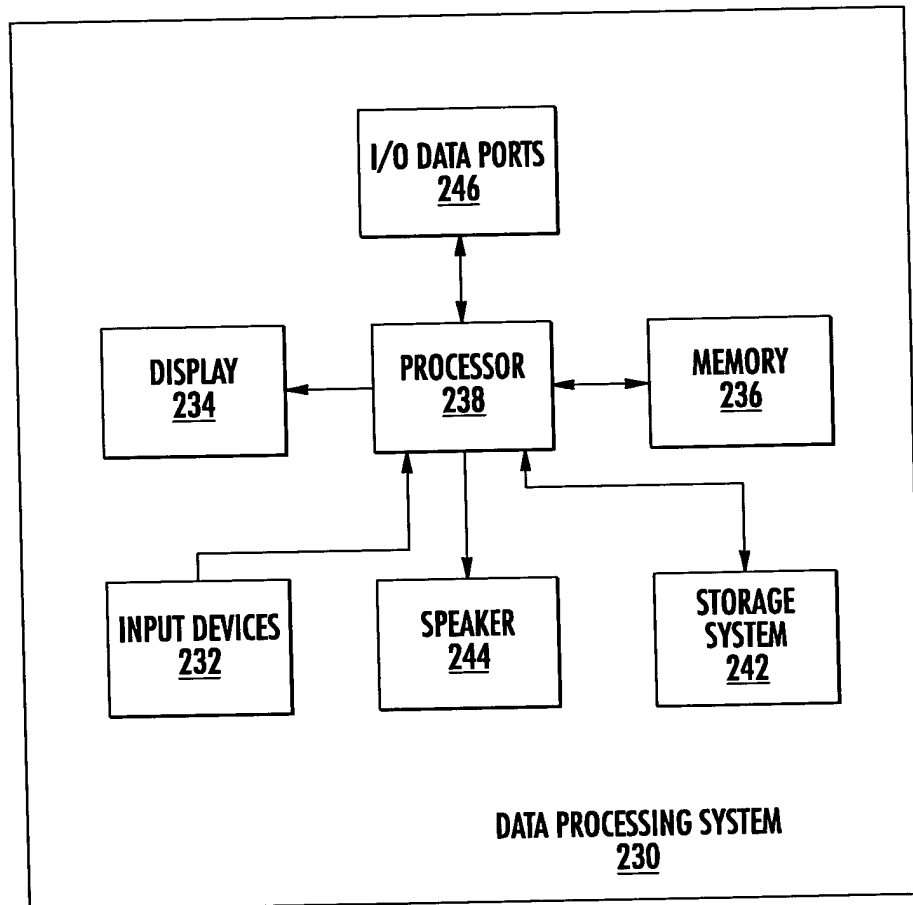 I/O DATA PORTS
246
DISPLAY
234
PROCESSOR
238
MEMORY
236
INPUT DEVICES
232
SPEAKER
244
STORAGE
SYSTEM
242
DATA PROCESSING SYSTEM
230